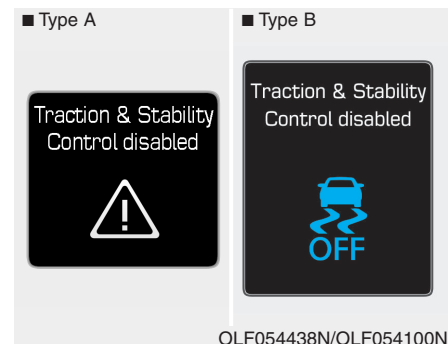 ■ Type A
■ Type B
Traction & Stability
Control disabled
Traction & Stability
Control disabled
OFF
OLF054438N/OLF054100N